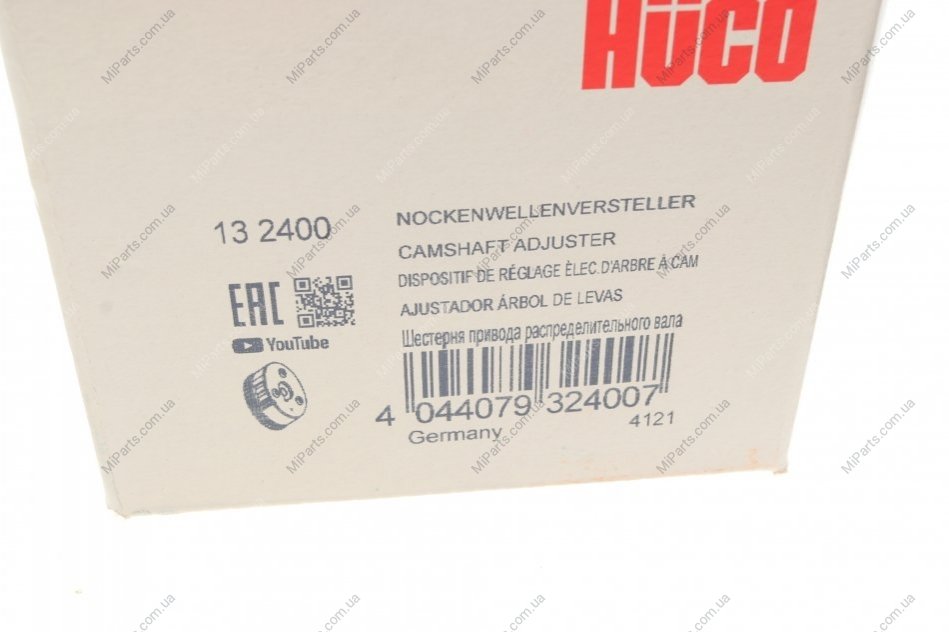 HÜCO
13 2400
NOCKENWELLENVERSTELLER
CAMSHAFT ADJUSTER
DISPOSITIF DE RÉGLAGE ÈLEC.D'ARBRE À CAM
AJUSTADOR ÁRBOL DE LEVAS
Шестерня привода распределительного вала
EAC
YouTube
4 044079 324007
Germany
4121
MiParts.com.ua